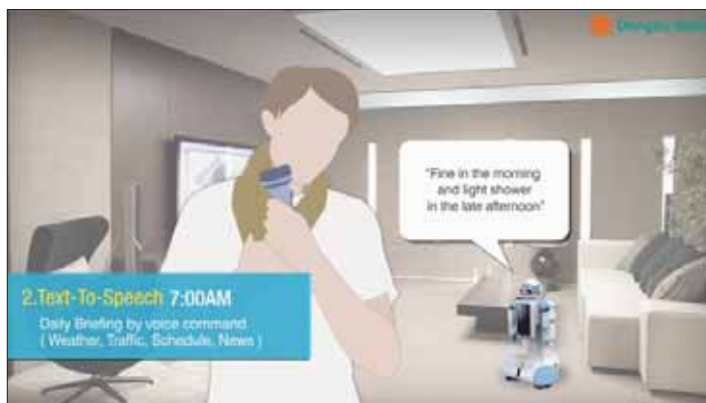 Dongbu
"Fine in the morning
and light shower
in the late afternoon"
2.Text-To-Speech 7:00AM
Daily Briefing by voice command
( Weather, Traffic, Schedule, News )